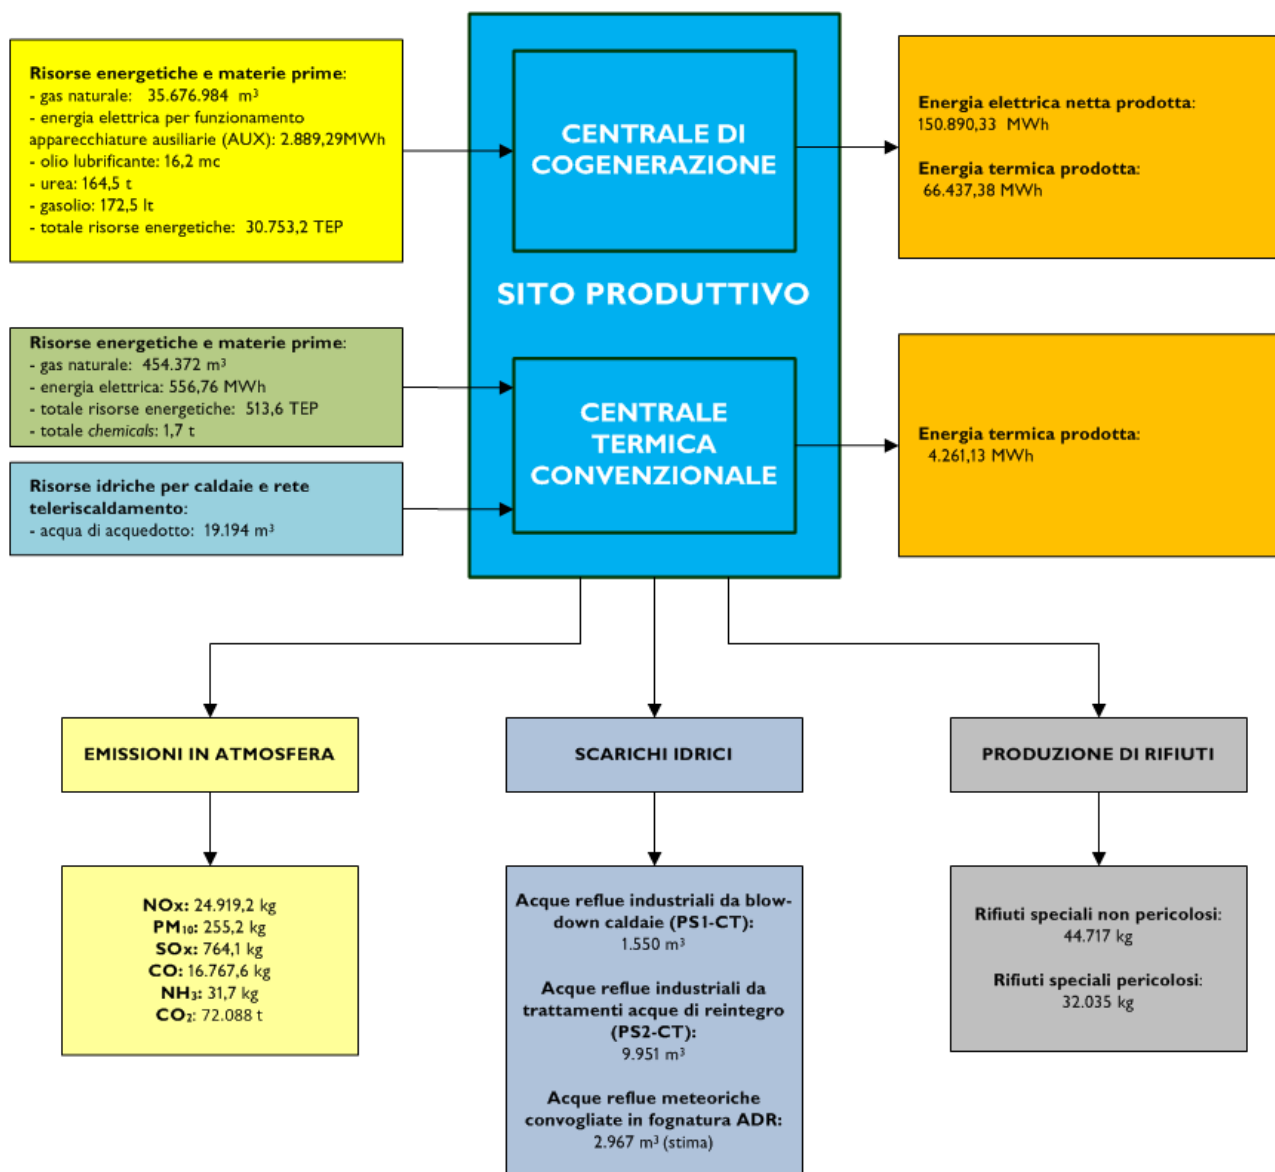 Risorse energetiche e materie prime:
- gas naturale: 35.676.984 m³
- energia elettrica per funzionamento
apparecchiature ausiliarie (AUX): 2.889,29MWh
- olio lubrificante: 16,2 mc
- urea: 164,5 t
- gasolio: 172,5 lt
- totale risorse energetiche: 30.753,2 TEP
CENTRALE DI
COGENERAZIONE
Energia elettrica netta prodotta:
150.890,33 MWh
Energia termica prodotta:
66.437,38 MWh
SITO PRODUTTIVO
Risorse energetiche e materie prime:
- gas naturale: 454.372 m³
- energia elettrica: 556,76 MWh
- totale risorse energetiche: 513,6 TEP
- totale chemicals: 1,7 t
Risorse idriche per caldaie e rete
teleriscaldamento:
- acqua di acquedotto: 19.194 m³
CENTRALE
TERMICA
CONVENZIONALE
Energia termica prodotta:
4.261,13 MWh
EMISSIONI IN ATMOSFERA
NOx: 24.919,2 kg
PM₁₀: 255,2 kg
SOx: 764,1 kg
CO: 16.767,6 kg
NH₃: 31,7 kg
CO₂: 72.088 t
SCARICHI IDRICI
Acque reflue industriali da blow-
down caldaie (PS1-CT):
1.550 m³
Acque reflue industriali da
trattamenti acque di reintegro
(PS2-CT):
9.951 m³
Acque reflue meteoriche
convogliate in fognatura ADR:
2.967 m³ (stima)
PRODUZIONE DI RIFIUTI
Rifiuti speciali non pericolosi:
44.717 kg
Rifiuti speciali pericolosi:
32.035 kg